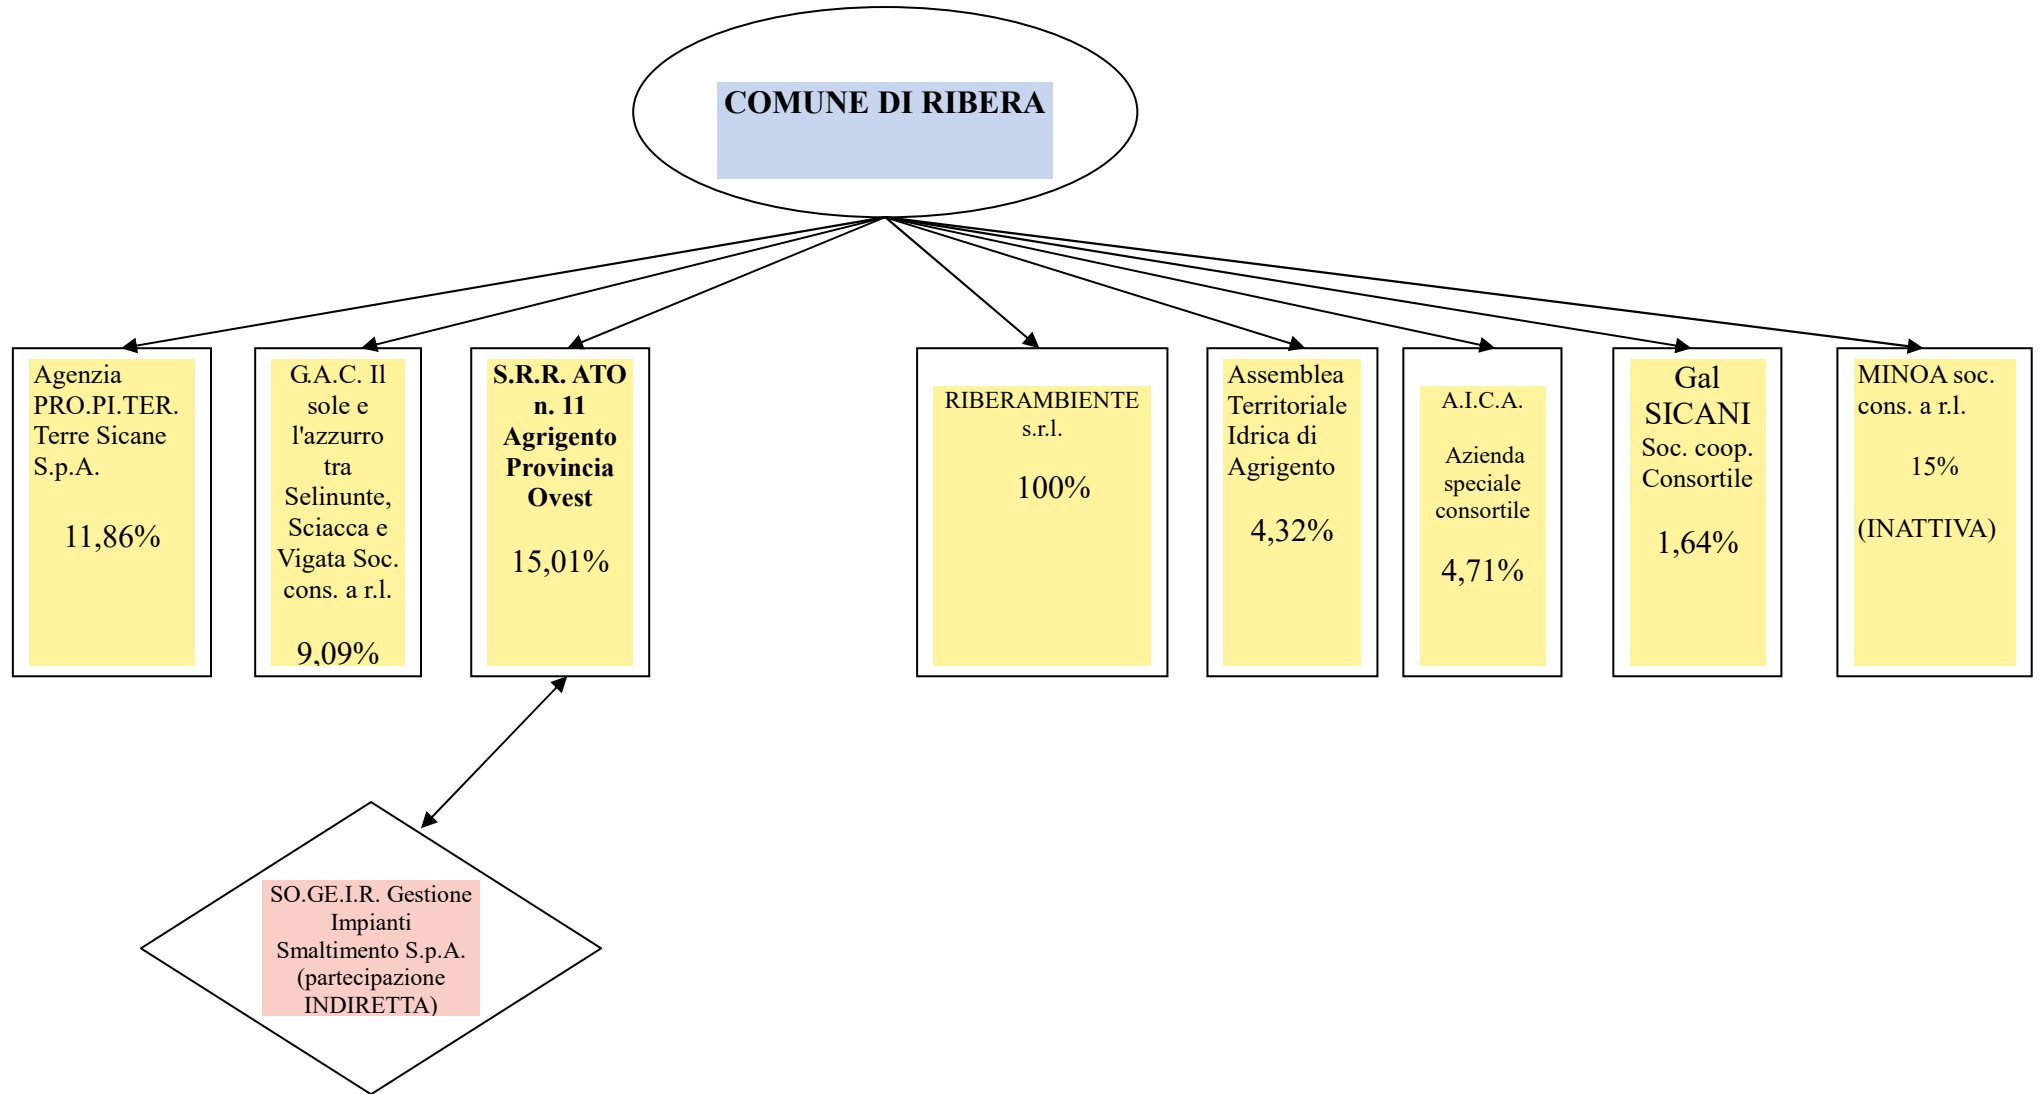 COMUNE DI RIBERA
Agenzia
PRO.PI.TER.
Terre Sicane
S.p.A.
11,86%
G.A.C. Il
sole e
l'azzurro
tra
Selinunte,
Sciacca e
Vigata Soc.
cons. a r.l.
9,09%
S.R.R. ATO
n. 11
Agrigento
Provincia
Ovest
15,01%
RIBERAMBIENTE
s.r.l.
100%
Assemblea
Territoriale
Idrica di
Agrigento
4,32%
A.I.C.A.
Azienda
speciale
consortile
4,71%
Gal
SICANI
Soc. coop.
Consortile
1,64%
MINOA soc.
cons. a r.l.
15%
(INATTIVA)
SO.GE.I.R. Gestione
Impianti
Smaltimento S.p.A.
(partecipazione
INDIRETTA)